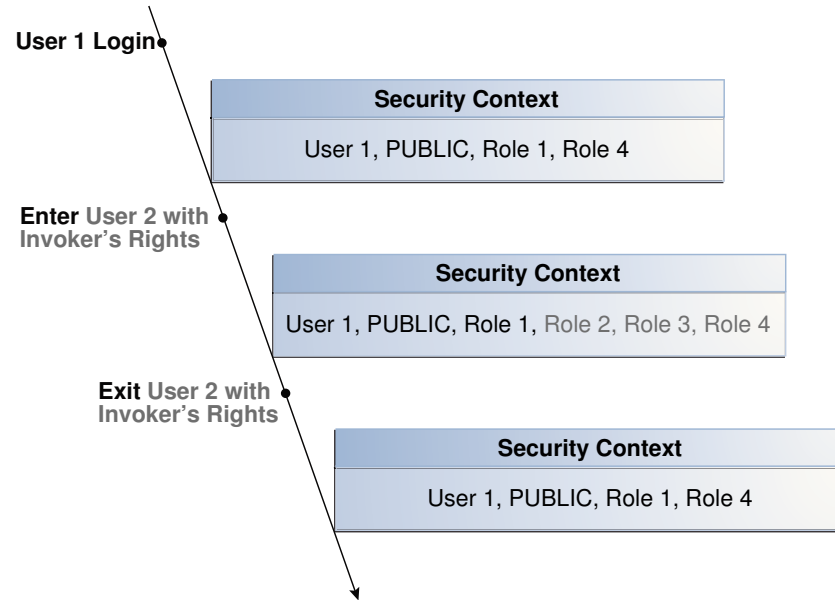 User 1 Login
Security Context
User 1, PUBLIC, Role 1, Role 4
Enter User 2 with
Invoker’s Rights
Security Context
User 1, PUBLIC, Role 1, Role 2, Role 3, Role 4
Exit User 2 with
Invoker’s Rights
Security Context
User 1, PUBLIC, Role 1, Role 4